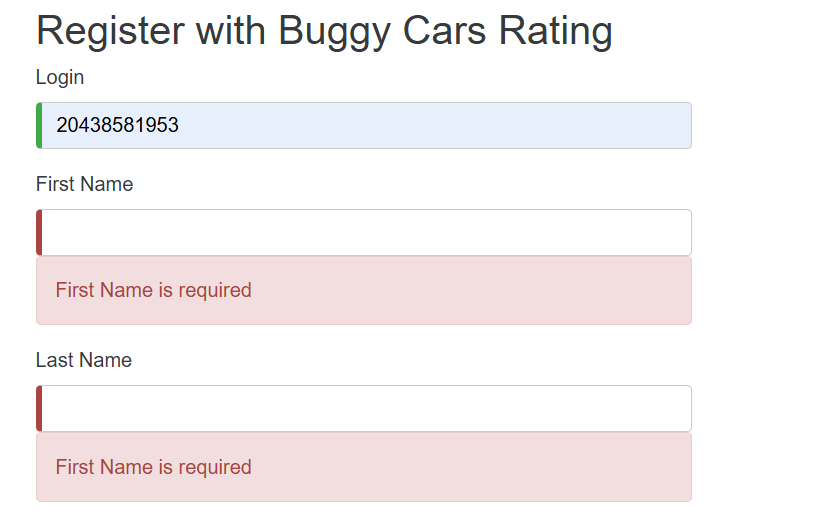 Register with Buggy Cars Rating
Login
20438581953
First Name
First Name is required
Last Name
First Name is required